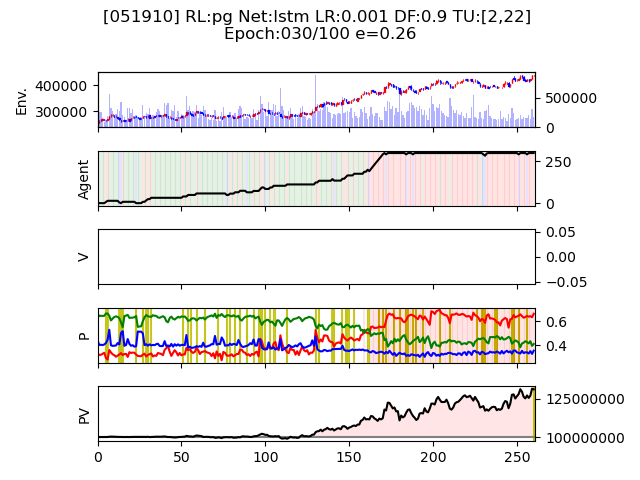 [051910] RL:pg Net:lstm LR:0.001 DF:0.9 TU:[2,22]
Epoch:030/100 e=0.26
Env.
400000
300000
500000
0
Agent
250
0
V
0.05
0.00
−0.05
P
0.6
0.4
PV
125000000
100000000
0 50 100 150 200 250